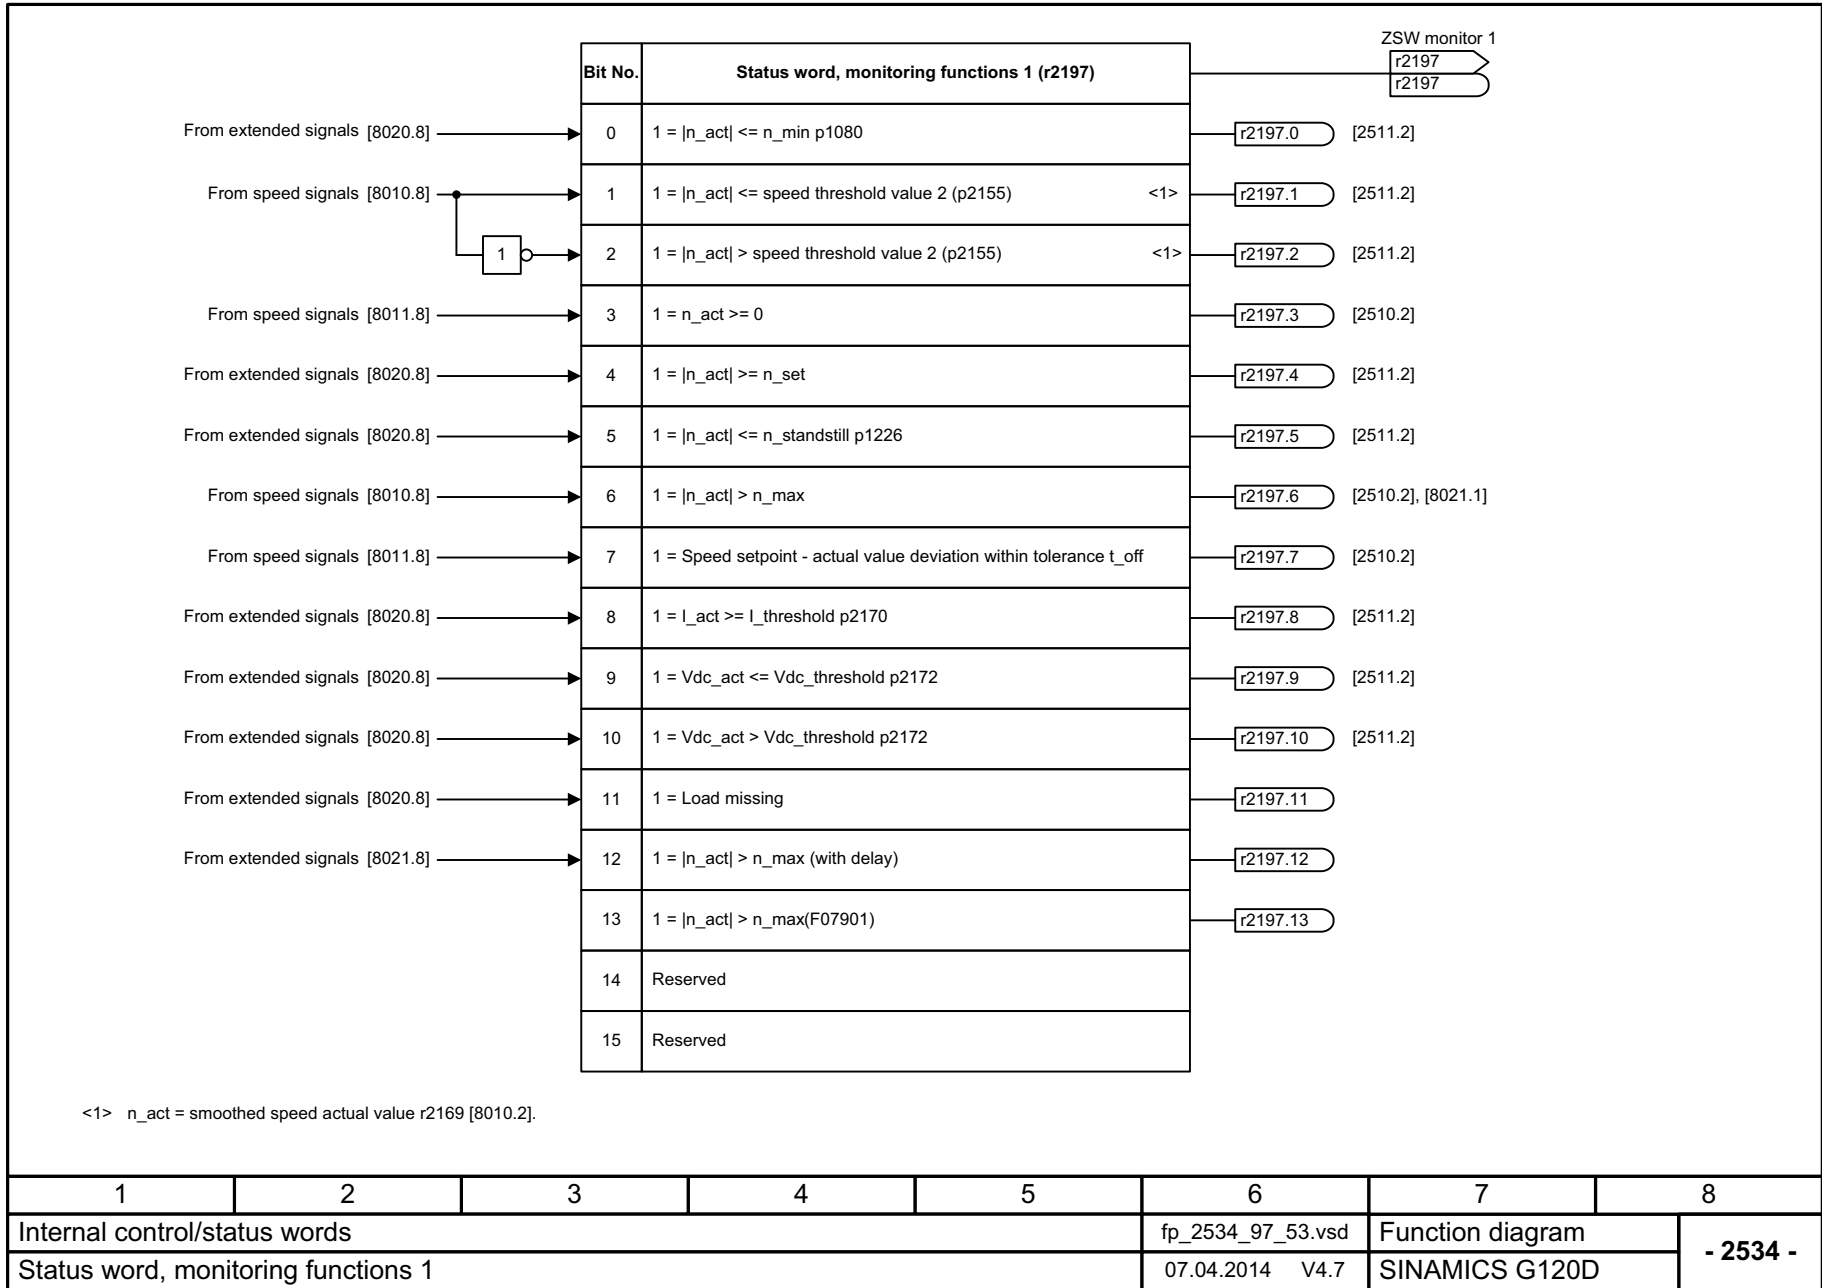 ZSW monitor 1
Bit No. Status word, monitoring functions 1 (r2197) r2197
r2197
From extended signals [8020.8] 0 1 = |n_act| <= n_min p1080 r2197.0 [2511.2]
From speed signals [8010.8] 1 1 = |n_act| <= speed threshold value 2 (p2155) <1> r2197.1 [2511.2]
1 2 1 = |n_act| > speed threshold value 2 (p2155) <1> r2197.2 [2511.2]
From speed signals [8011.8] 3 1 = n_act >= 0 r2197.3 [2510.2]
From extended signals [8020.8] 4 1 = |n_act| >= n_set r2197.4 [2511.2]
From extended signals [8020.8] 5 1 = |n_act| <= n_standstill p1226 r2197.5 [2511.2]
From speed signals [8010.8] 6 1 = |n_act| > n_max r2197.6 [2510.2], [8021.1]
From speed signals [8011.8] 7 1 = Speed setpoint - actual value deviation within tolerance t_off r2197.7 [2510.2]
From extended signals [8020.8] 8 1 = I_act >= I_threshold p2170 r2197.8 [2511.2]
From extended signals [8020.8] 9 1 = Vdc_act <= Vdc_threshold p2172 r2197.9 [2511.2]
From extended signals [8020.8] 10 1 = Vdc_act > Vdc_threshold p2172 r2197.10 [2511.2]
From extended signals [8020.8] 11 1 = Load missing r2197.11
From extended signals [8021.8] 12 1 = |n_act| > n_max (with delay) r2197.12
13 1 = |n_act| > n_max(F07901) r2197.13
14 Reserved
15 Reserved
<1> n_act = smoothed speed actual value r2169 [8010.2].
1 2 3 4 5 6 7 8
Internal control/status words fp_2534_97_53.vsd Function diagram - 2534 -
Status word, monitoring functions 1 07.04.2014 V4.7 SINAMICS G120D